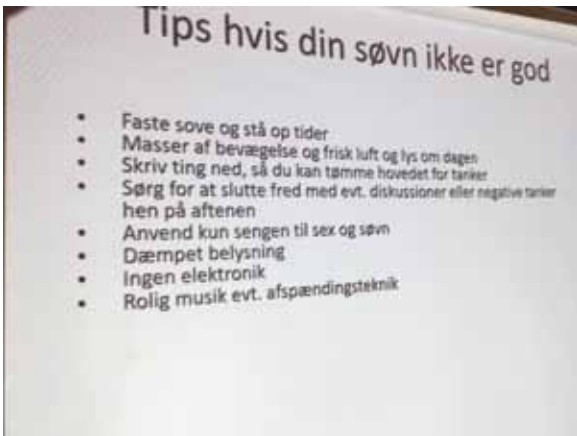 Tips hvis din søvn ikke er god
• Faste sove og stå op tider
• Masser af bevægelse og frisk luft og lys om dagen
• Skriv ting ned, så du kan tømme hovedet for tanker
• Sørg for at slutte fred med evt. diskussioner eller negative tanker
hen på aftenen
• Anvend kun sengen til sex og søvn
• Dæmpet belysning
• Ingen elektronik
• Rolig musik evt. afspændingsteknik